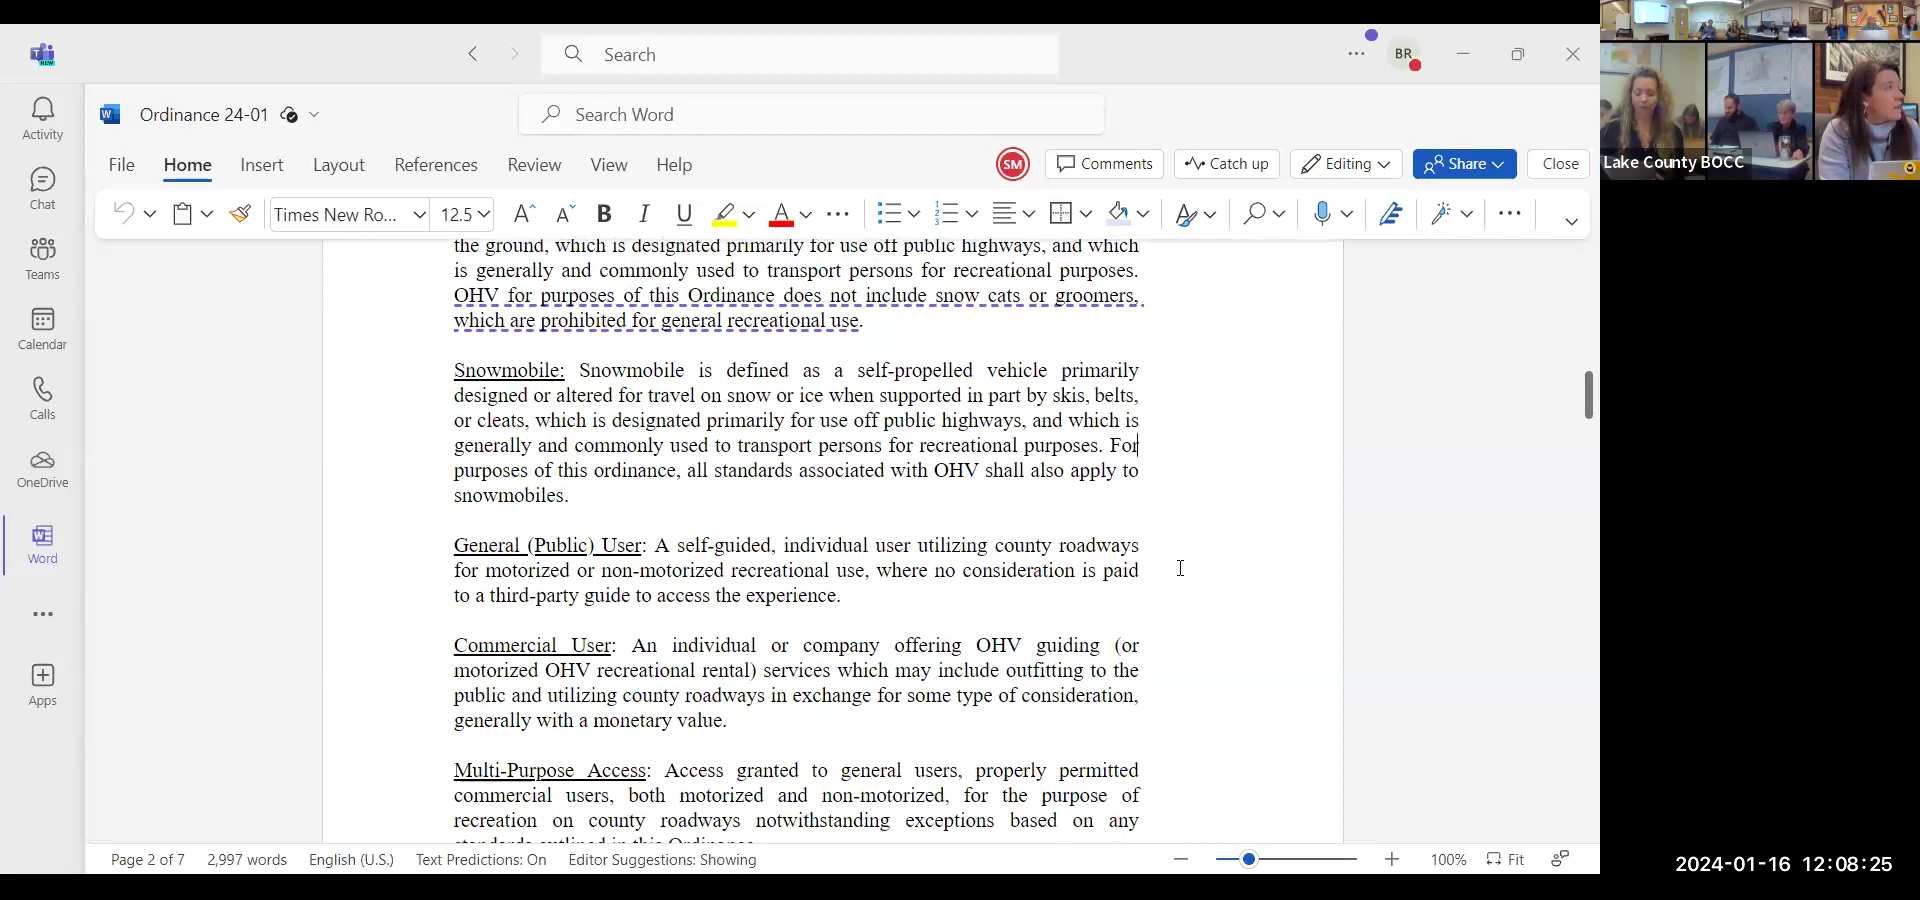 Search
BR
Ordinance 24-01
Search Word
File
Home
Insert
Layout
References
Review
View
Help
SM
Comments
Catch up
Editing
Share
Close
Times New Ro...
12.5
Activity
Chat
Teams
Calendar
Calls
OneDrive
Word
Apps
the ground, which is designated primarily for use off public highways, and which
is generally and commonly used to transport persons for recreational purposes.
OHV for purposes of this Ordinance does not include snow cats or groomers,
which are prohibited for general recreational use.
Snowmobile: Snowmobile is defined as a self-propelled vehicle primarily
designed or altered for travel on snow or ice when supported in part by skis, belts,
or cleats, which is designated primarily for use off public highways, and which is
generally and commonly used to transport persons for recreational purposes. For
purposes of this ordinance, all standards associated with OHV shall also apply to
snowmobiles.
General (Public) User: A self-guided, individual user utilizing county roadways
for motorized or non-motorized recreational use, where no consideration is paid
to a third-party guide to access the experience.
Commercial User: An individual or company offering OHV guiding (or
motorized OHV recreational rental) services which may include outfitting to the
public and utilizing county roadways in exchange for some type of consideration,
generally with a monetary value.
Multi-Purpose Access: Access granted to general users, properly permitted
commercial users, both motorized and non-motorized, for the purpose of
recreation on county roadways notwithstanding exceptions based on any
standards outlined in this Ordinance.
Page 2 of 7
2,997 words
English (U.S.)
Text Predictions: On
Editor Suggestions: Showing
100%
Fit
Lake County BOCC
2024-01-16 12:08:25